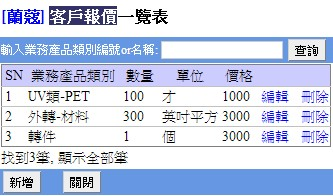 [蘭蔻] 客戶報價一覽表
輸入業務產品類別編號or名稱: 查詢
SN 業務產品類別 數量 單位 價格
1 UV類-PET 100 才 1000 編輯 刪除
2 外轉-材料 300 英吋平方 3000 編輯 刪除
3 轉件 1 個 3000 編輯 刪除
找到3筆, 顯示全部筆
新增 關閉